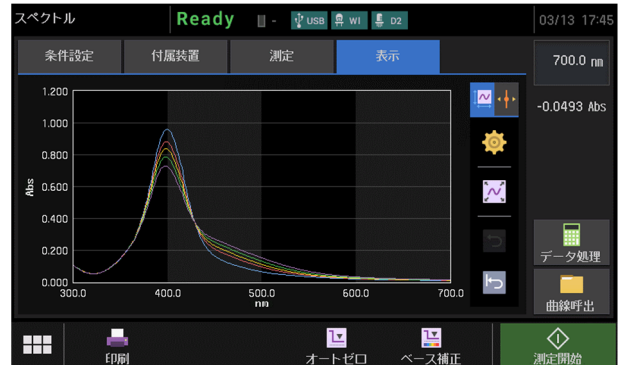 スペクトル
Ready
-
USB
WI
D2
03/13 17:45
条件設定
付属装置
測定
表示
700.0 nm
-0.0493 Abs
1.200
1.000
0.800
0.600
0.400
0.200
0.000
Abs
300.0
400.0
500.0
600.0
700.0
nm
データ処理
曲線呼出
印刷
オートゼロ
ベース補正
測定開始